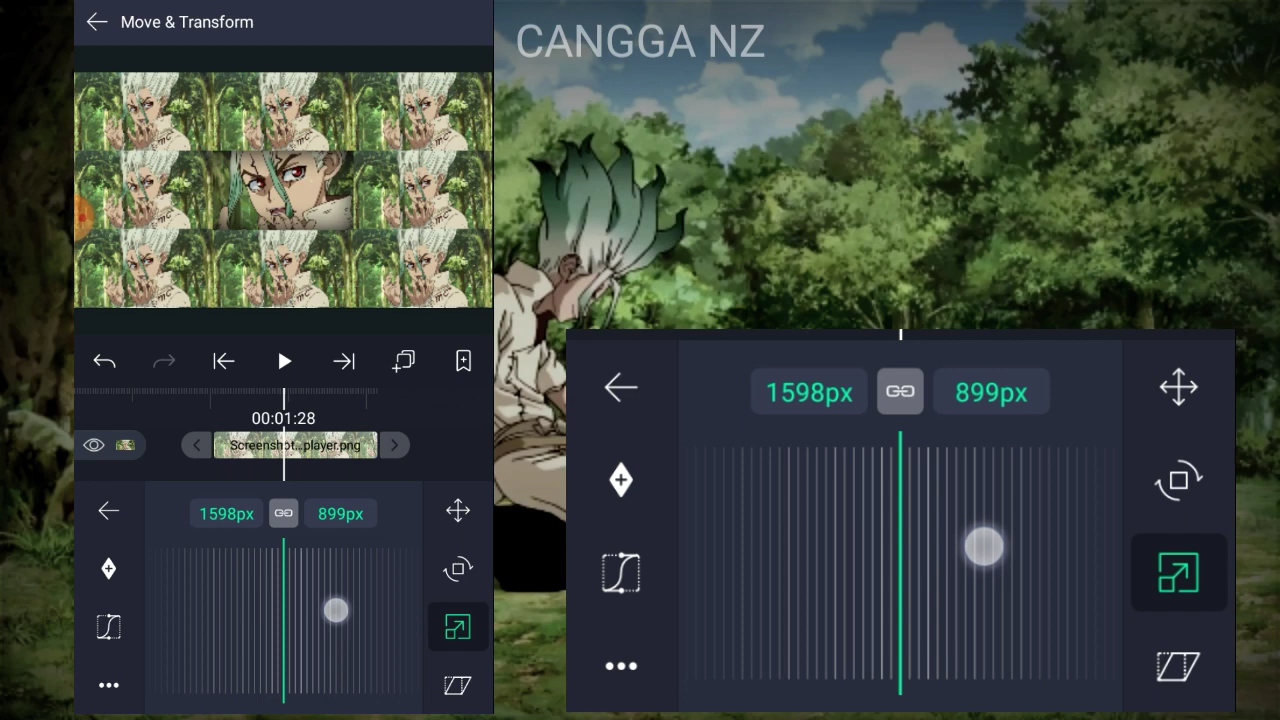 Move & Transform
CANGGA NZ
00:01:28
Screenshot...player.png
1598px
899px
1598px
899px